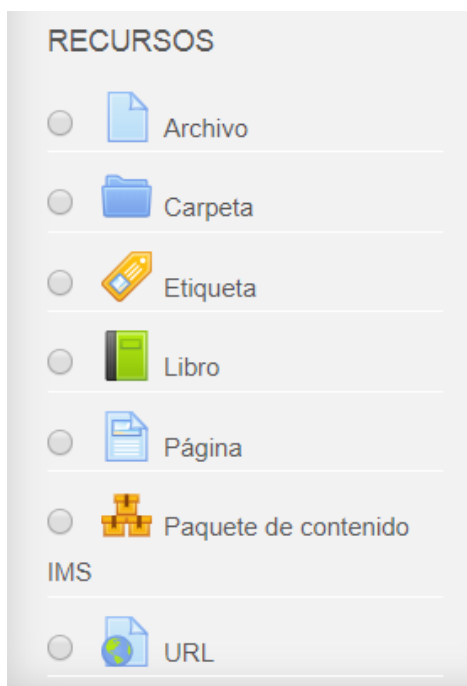 RECURSOS
Archivo
Carpeta
Etiqueta
Libro
Página
Paquete de contenido
IMS
URL